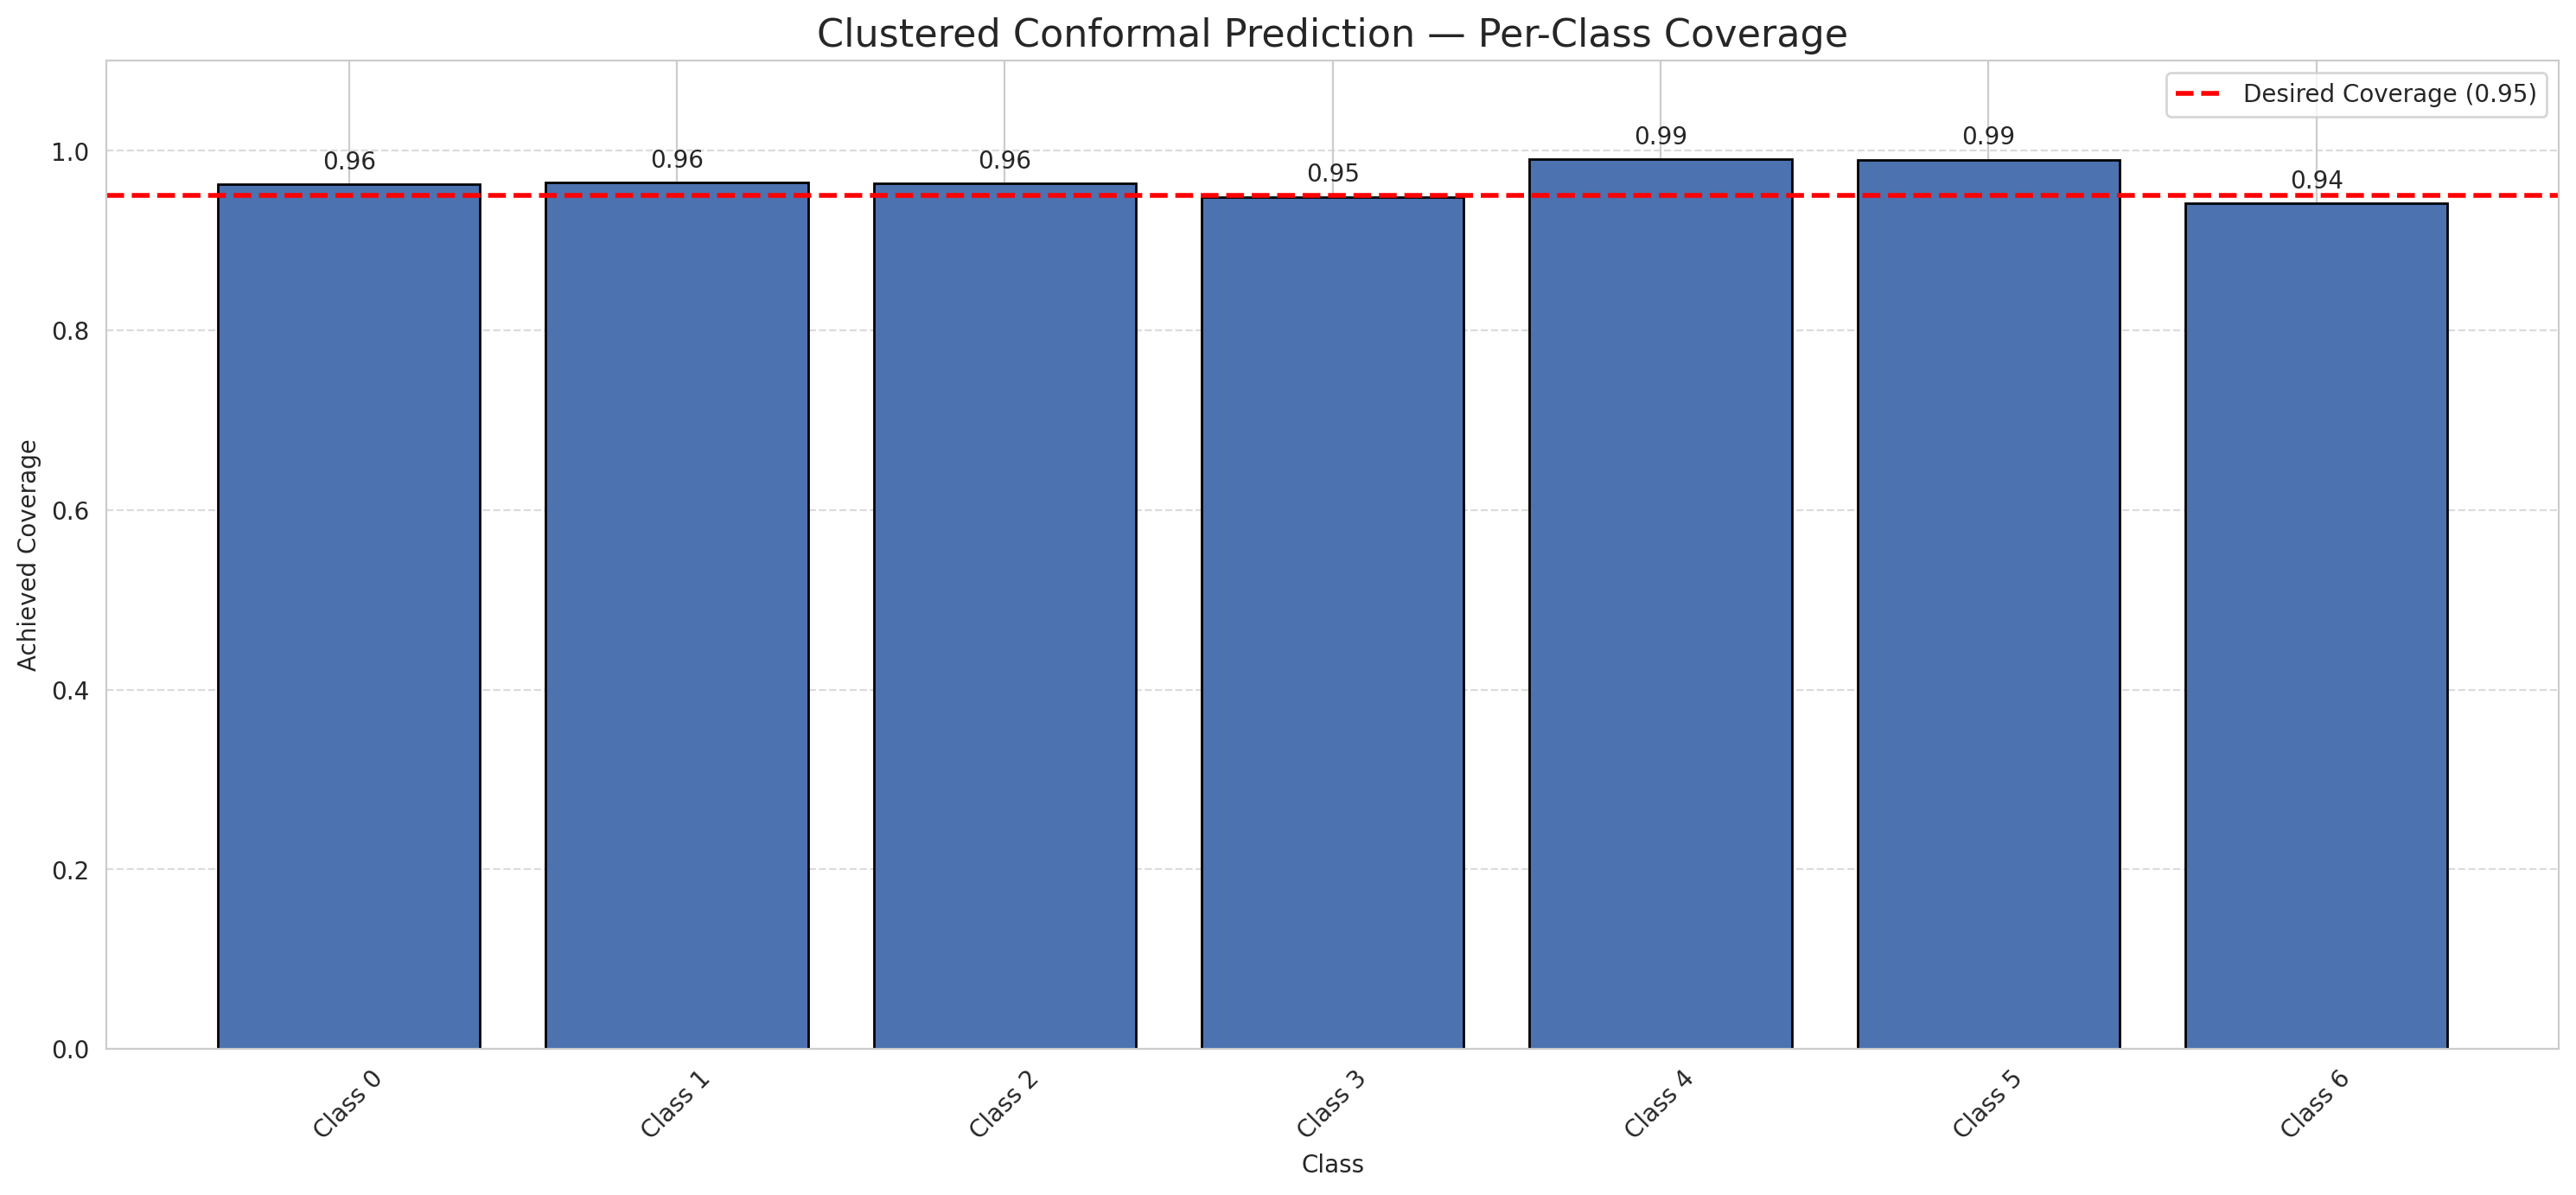 Clustered Conformal Prediction — Per-Class Coverage
Desired Coverage (0.95)
Achieved Coverage
1.0
0.8
0.6
0.4
0.2
0.0
0.96
0.96
0.96
0.95
0.99
0.99
0.94
Class 0
Class 1
Class 2
Class 3
Class 4
Class 5
Class 6
Class